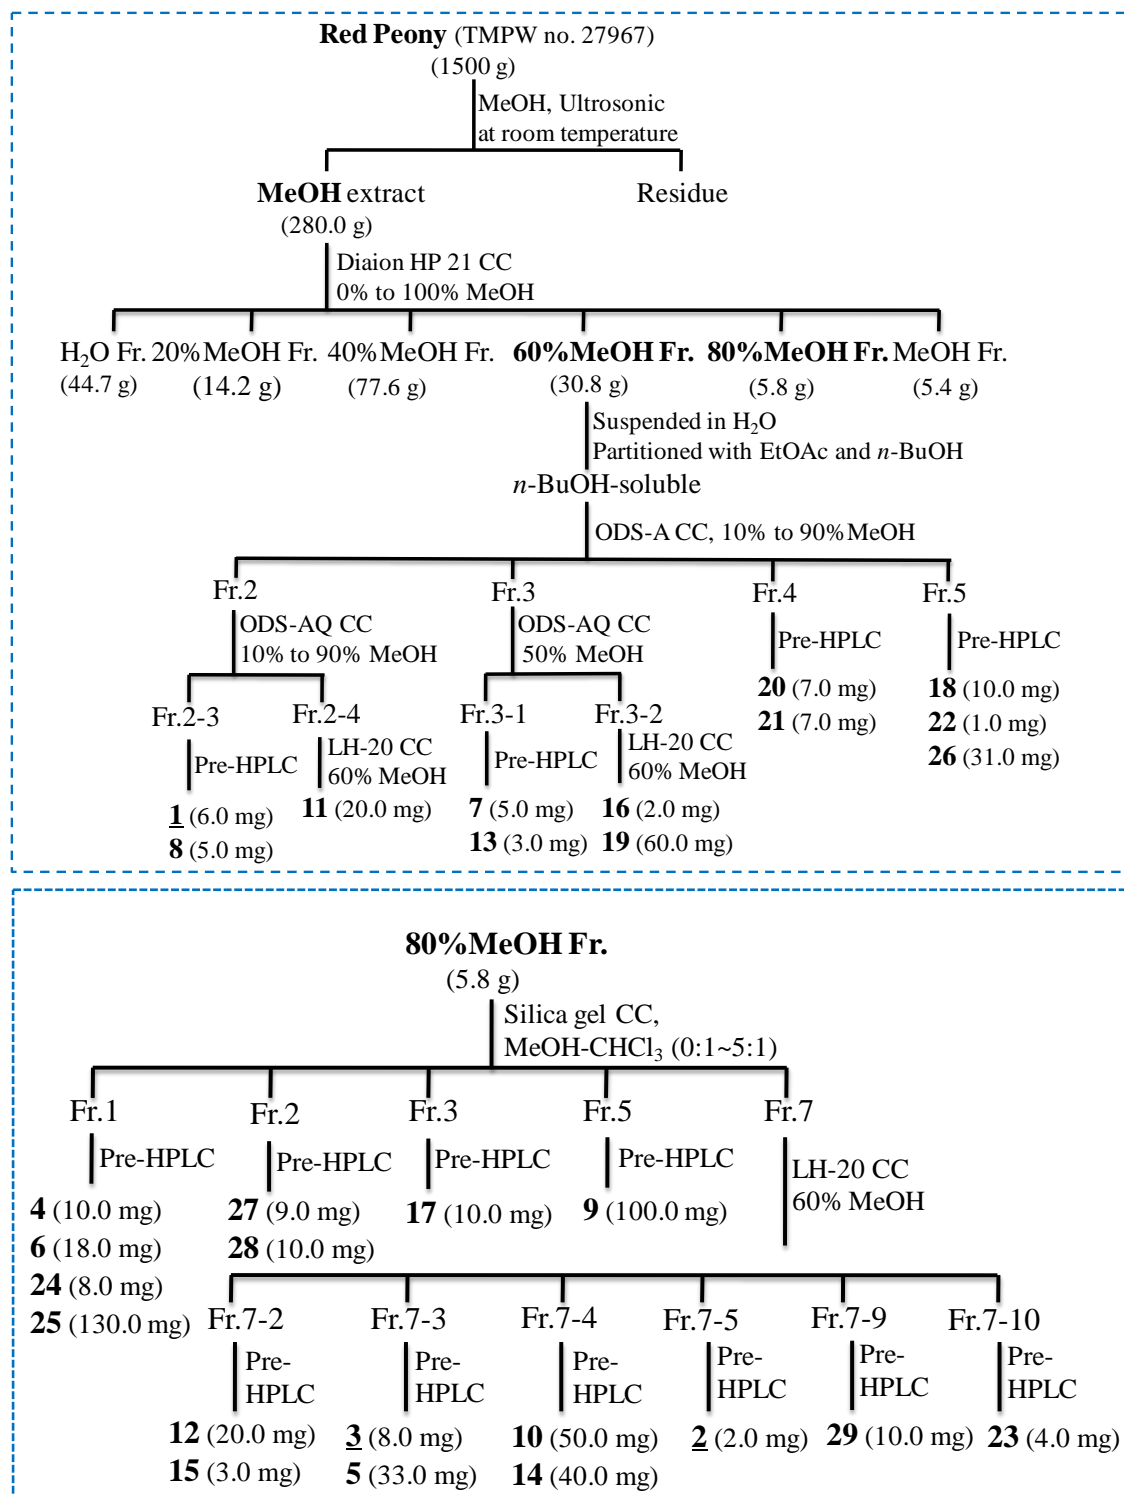 Red Peony (TMPW no. 27967)
(1500 g)
MeOH, Ultrosonic
at room temperature
MeOH extract
Residue
(280.0 g)
Diaion HP 21 CC
0% to 100% MeOH
H₂O Fr. 20%MeOH Fr. 40%MeOH Fr. 60%MeOH Fr. 80%MeOH Fr. MeOH Fr.
(44.7 g) (14.2 g) (77.6 g) (30.8 g) (5.8 g) (5.4 g)
Suspended in H₂O
Partitioned with EtOAc and n-BuOH
n-BuOH-soluble
ODS-A CC, 10% to 90%MeOH
Fr.2 Fr.3 Fr.4 Fr.5
ODS-AQ CC
10% to 90% MeOH
ODS-AQ CC
50% MeOH
Pre-HPLC
Pre-HPLC
20 (7.0 mg)
21 (7.0 mg)
18 (10.0 mg)
22 (1.0 mg)
26 (31.0 mg)
Fr.2-3 Fr.2-4 Fr.3-1 Fr.3-2
Pre-HPLC
LH-20 CC
60% MeOH
Pre-HPLC
LH-20 CC
60% MeOH
1 (6.0 mg)
8 (5.0 mg)
11 (20.0 mg)
7 (5.0 mg)
13 (3.0 mg)
16 (2.0 mg)
19 (60.0 mg)
80%MeOH Fr.
(5.8 g)
Silica gel CC,
MeOH-CHCl₃ (0:1~5:1)
Fr.1 Fr.2 Fr.3 Fr.5 Fr.7
Pre-HPLC
Pre-HPLC
Pre-HPLC
Pre-HPLC
LH-20 CC
60% MeOH
4 (10.0 mg)
6 (18.0 mg)
24 (8.0 mg)
25 (130.0 mg)
27 (9.0 mg)
28 (10.0 mg)
17 (10.0 mg)
9 (100.0 mg)
Fr.7-2 Fr.7-3 Fr.7-4 Fr.7-5 Fr.7-9 Fr.7-10
Pre-
HPLC
Pre-
HPLC
Pre-
HPLC
Pre-
HPLC
Pre-
HPLC
Pre-
HPLC
12 (20.0 mg)
15 (3.0 mg)
3 (8.0 mg)
5 (33.0 mg)
10 (50.0 mg)
14 (40.0 mg)
2 (2.0 mg)
29 (10.0 mg)
23 (4.0 mg)